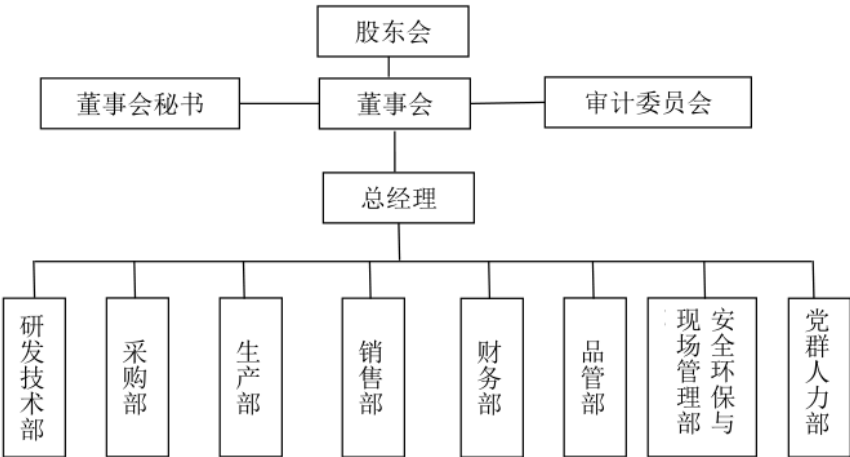 股东会
董事会秘书
董事会
审计委员会
总经理
研发技术部
采购部
生产部
销售部
财务部
品管部
安全环保与
现场管理部
党群人力部